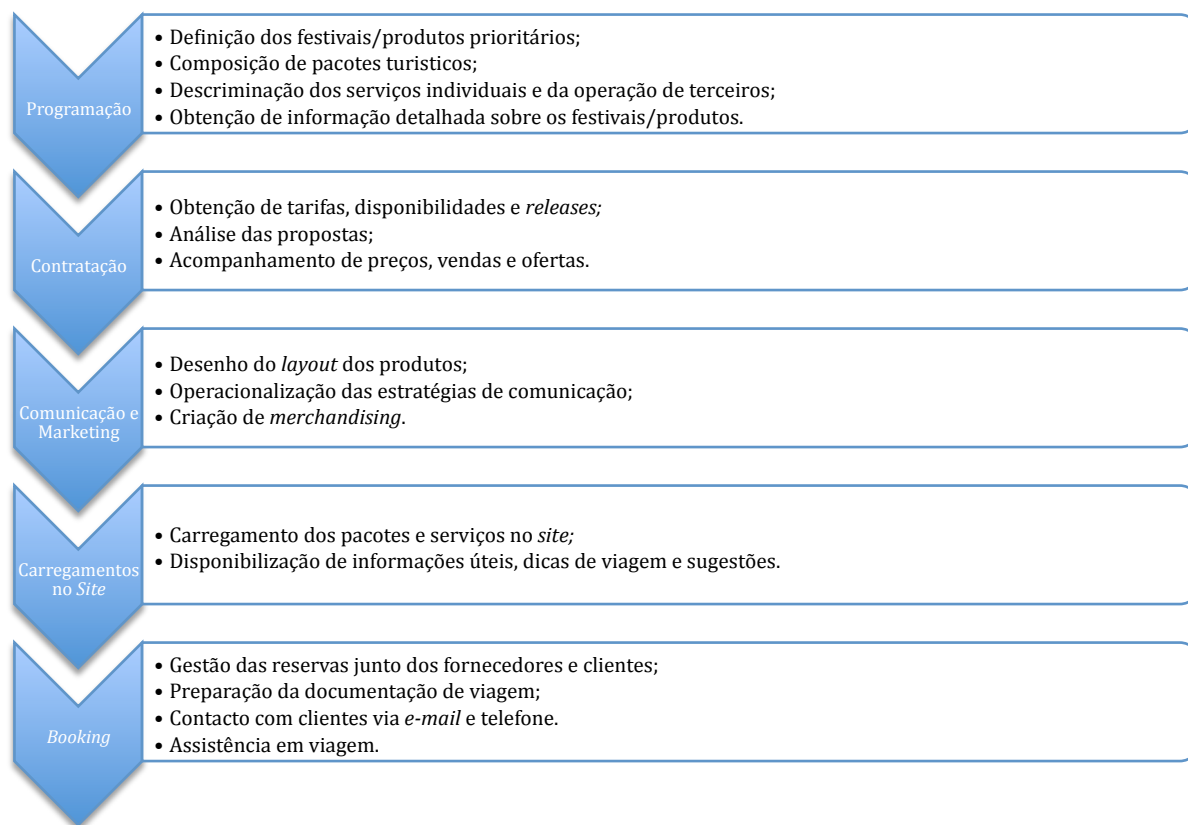 Programação
• Definição dos festivais/produtos prioritários;
• Composição de pacotes turisticos;
• Descriminação dos serviços individuais e da operação de terceiros;
• Obtenção de informação detalhada sobre os festivais/produtos.
Contratação
• Obtenção de tarifas, disponibilidades e releases;
• Análise das propostas;
• Acompanhamento de preços, vendas e ofertas.
Comunicação e
Marketing
• Desenho do layout dos produtos;
• Operacionalização das estratégias de comunicação;
• Criação de merchandising.
Carregamentos
no Site
• Carregamento dos pacotes e serviços no site;
• Disponibilização de informações úteis, dicas de viagem e sugestões.
Booking
• Gestão das reservas junto dos fornecedores e clientes;
• Preparação da documentação de viagem;
• Contacto com clientes via e-mail e telefone.
• Assistência em viagem.